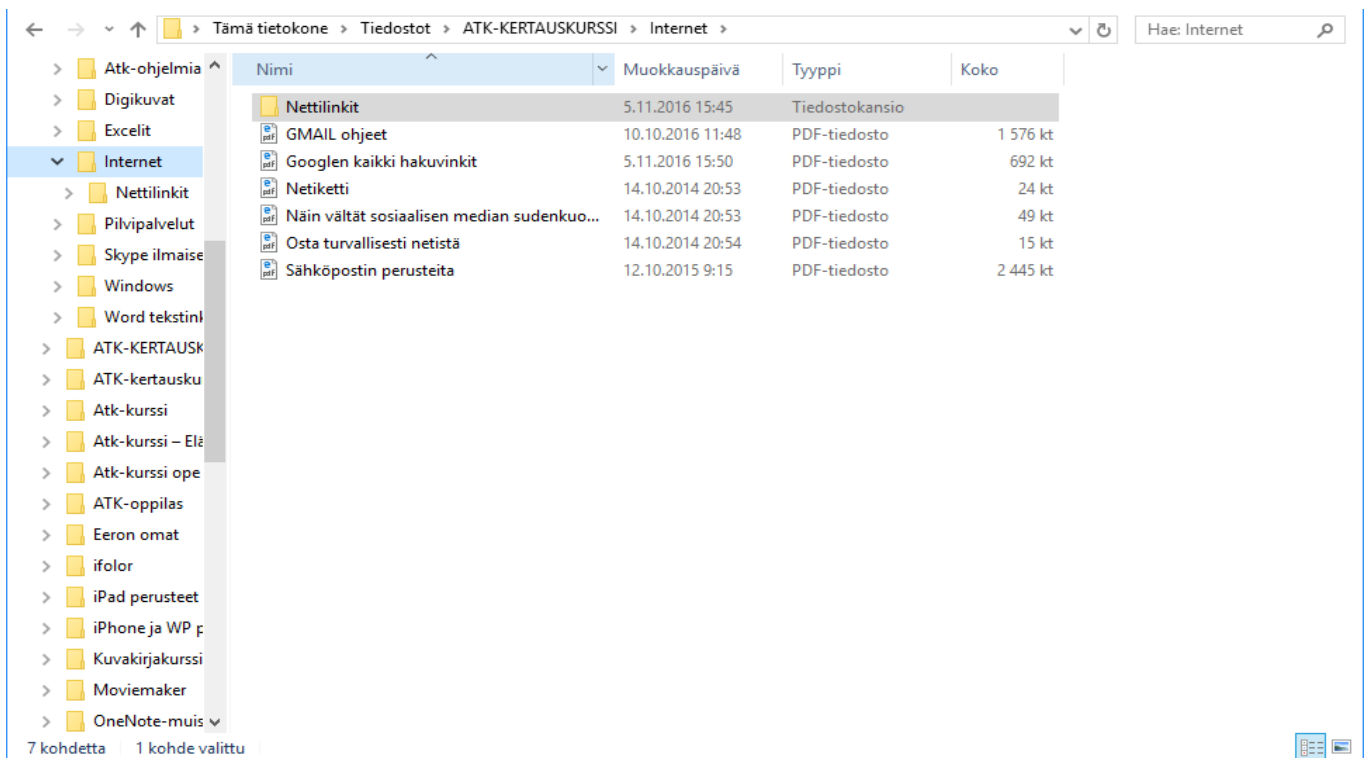 Tämä tietokone > Tiedostot > ATK-KERTAUSKURSSI > Internet >
Hae: Internet
Atk-ohjelmia
Digikuvat
Excelit
Internet
Nettilinkit
Pilvipalvelut
Skype ilmaise
Windows
Word tekstink
ATK-KERTAUSK
ATK-kertausku
Atk-kurssi
Atk-kurssi – Elä
Atk-kurssi ope
ATK-oppilas
Eeron omat
ifolor
iPad perusteet
iPhone ja WP p
Kuvakirjakurssi
Moviemaker
OneNote-muis
Nimi Muokkauspäivä Tyyppi Koko
Nettilinkit 5.11.2016 15:45 Tiedostokansio
GMAIL ohjeet 10.10.2016 11:48 PDF-tiedosto 1 576 kt
Googlen kaikki hakuvinkit 5.11.2016 15:50 PDF-tiedosto 692 kt
Netiketti 14.10.2014 20:53 PDF-tiedosto 24 kt
Näin vältät sosiaalisen median sudenkuo... 14.10.2014 20:53 PDF-tiedosto 49 kt
Osta turvallisesti netistä 14.10.2014 20:54 PDF-tiedosto 15 kt
Sähköpostin perusteita 12.10.2015 9:15 PDF-tiedosto 2 445 kt
7 kohdetta 1 kohde valittu